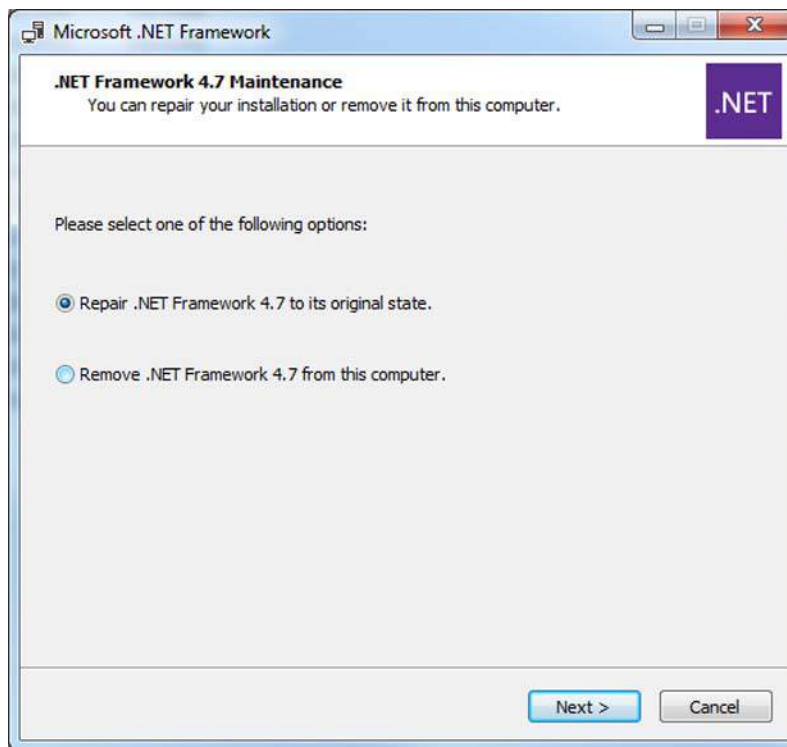 Microsoft .NET Framework
.NET Framework 4.7 Maintenance
You can repair your installation or remove it from this computer.
.NET
Please select one of the following options:
Repair .NET Framework 4.7 to its original state.
Remove .NET Framework 4.7 from this computer.
Next >
Cancel